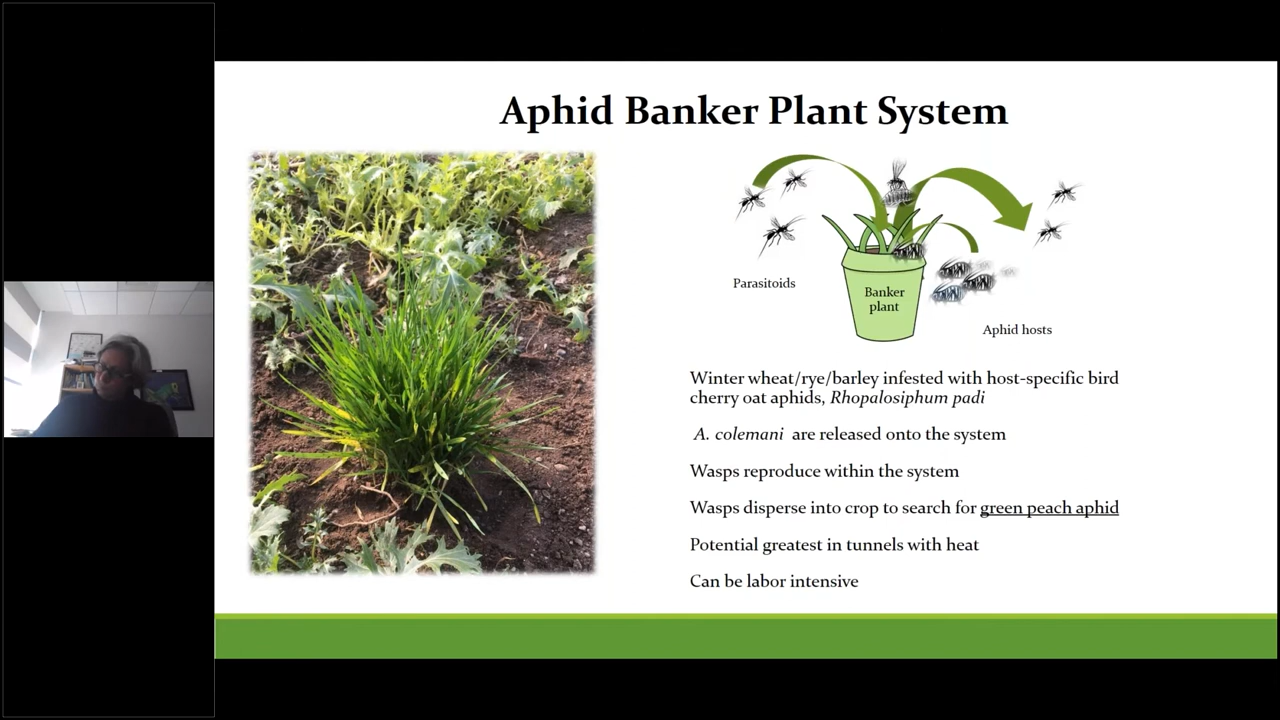 Aphid Banker Plant System
Parasitoids
Banker
plant
Aphid hosts
Winter wheat/rye/barley infested with host-specific bird
cherry oat aphids, Rhopalosiphum padi
A. colemani are released onto the system
Wasps reproduce within the system
Wasps disperse into crop to search for green peach aphid
Potential greatest in tunnels with heat
Can be labor intensive